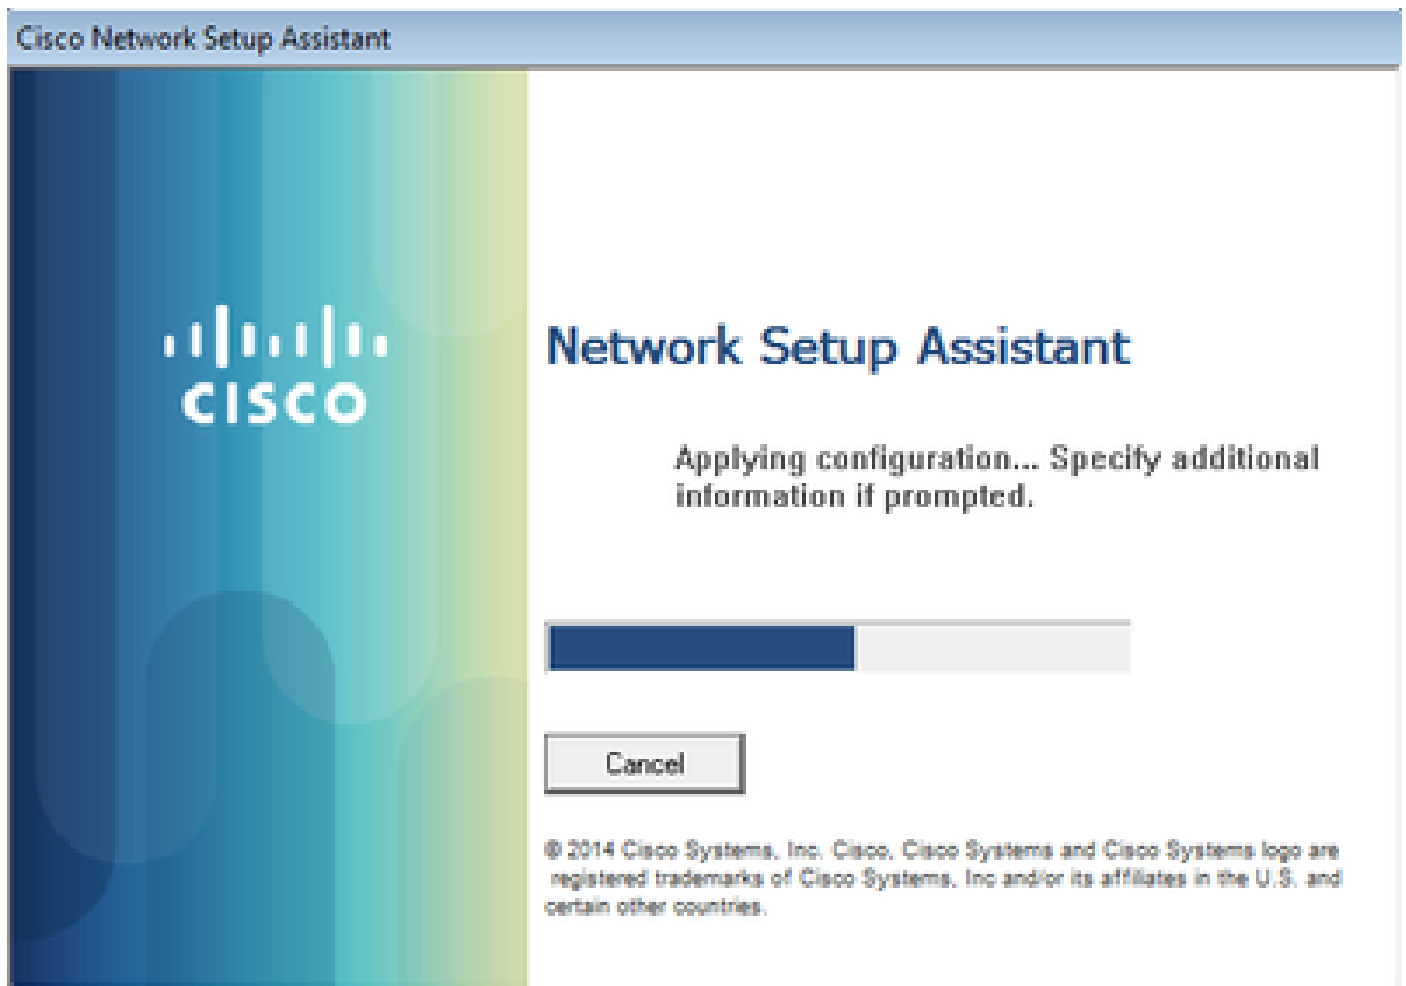 Cisco Network Setup Assistant
CISCO
Network Setup Assistant
Applying configuration... Specify additional
information if prompted.
Cancel
© 2014 Cisco Systems, Inc. Cisco, Cisco Systems and Cisco Systems logo are
registered trademarks of Cisco Systems, Inc and/or its affiliates in the U.S. and
certain other countries.